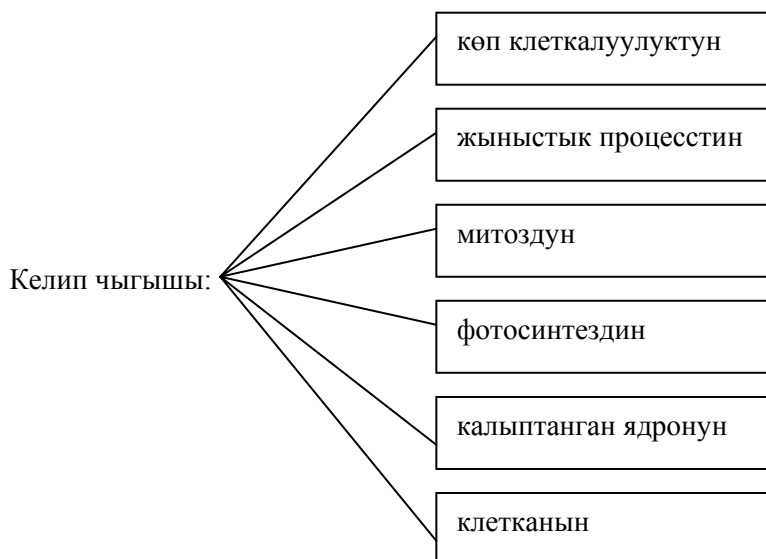 көп клеткалуулуктун
жыныстык процесстин
митоздун
Келип чыгышы:
фотосинтездин
калыптанган ядронун
клетканын